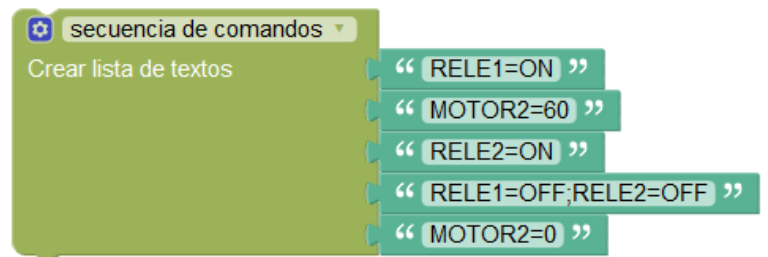 secuencia de comandos
Crear lista de textos
“ RELE1=ON ”
“ MOTOR2=60 ”
“ RELE2=ON ”
“ RELE1=OFF;RELE2=OFF ”
“ MOTOR2=0 ”